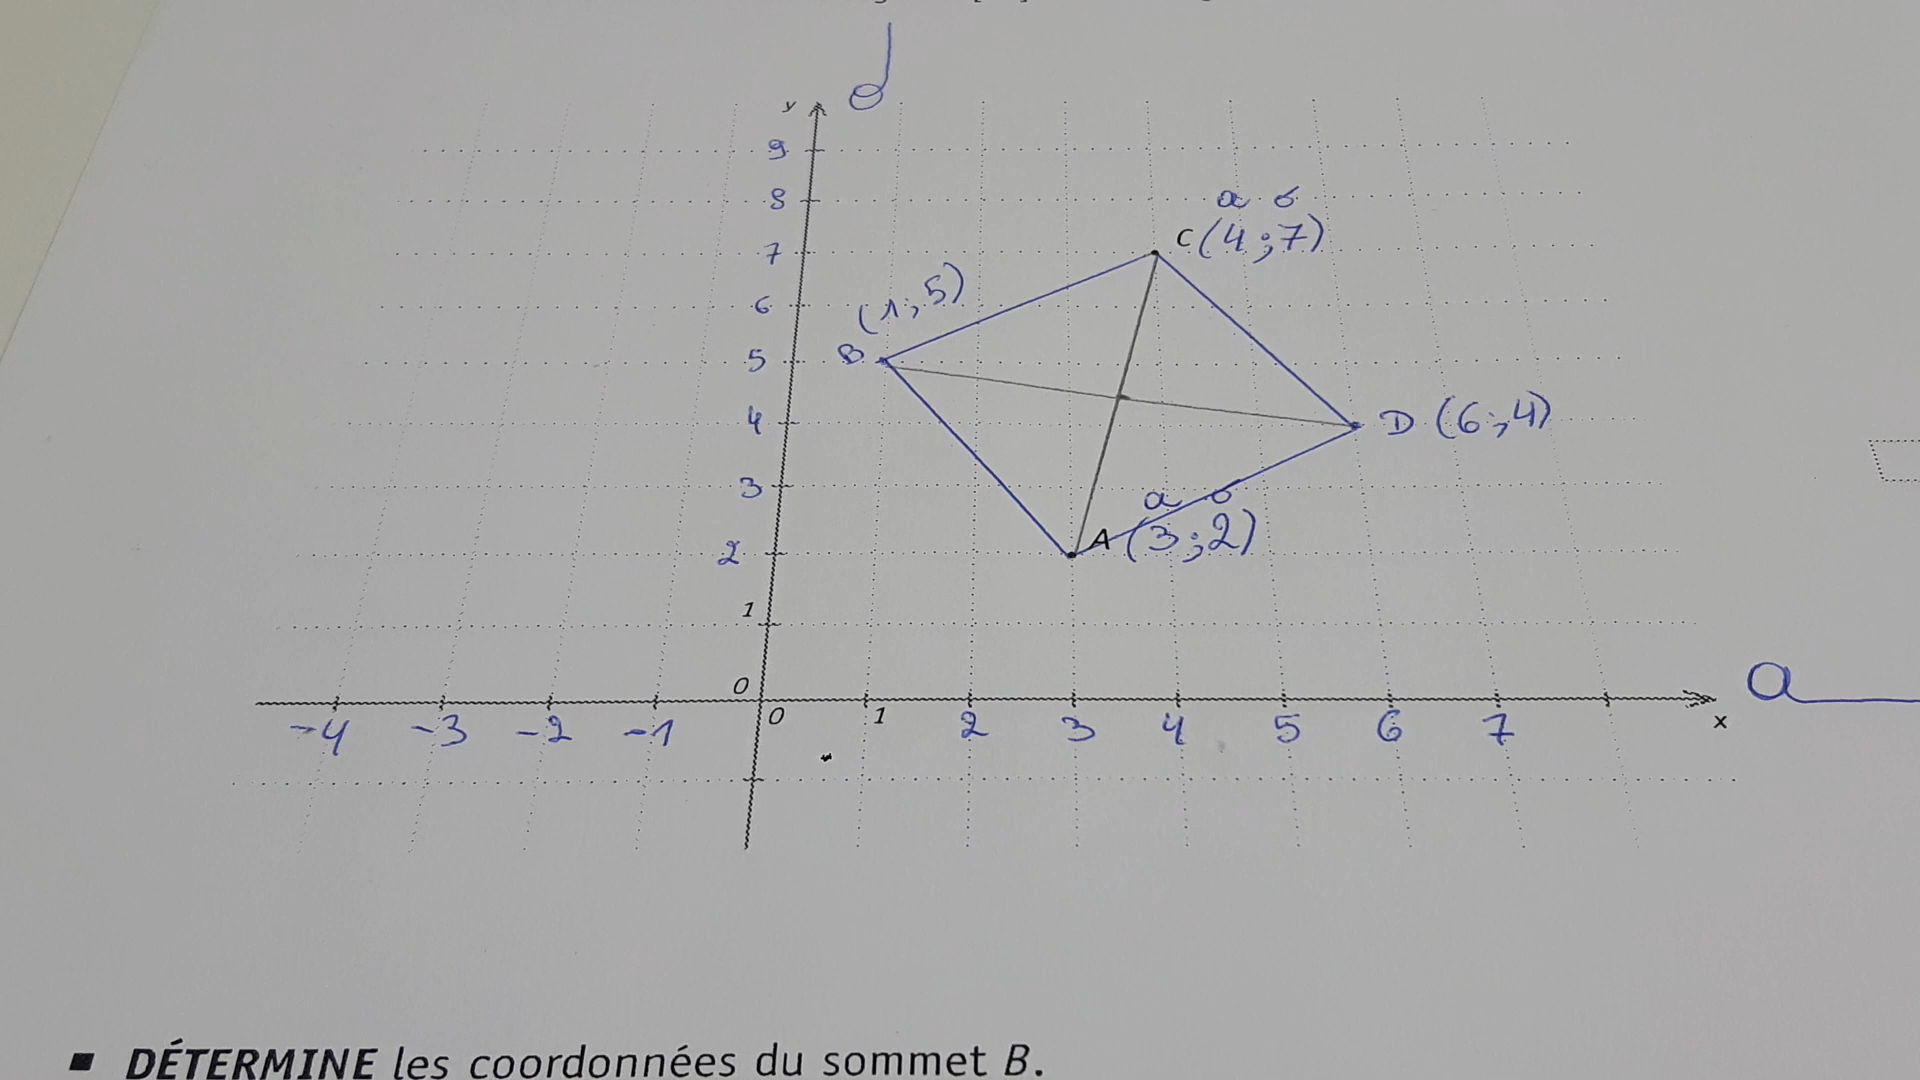 y
9
8
a o
7
C (4;7)
6
(1;5)
5
B
4
D (6;4)
3
a o
2
A (3;2)
1
0
a
-4 -3 -2 -1 0 1 2 3 4 5 6 7
x
▪ DÉTERMINE les coordonnées du sommet B.